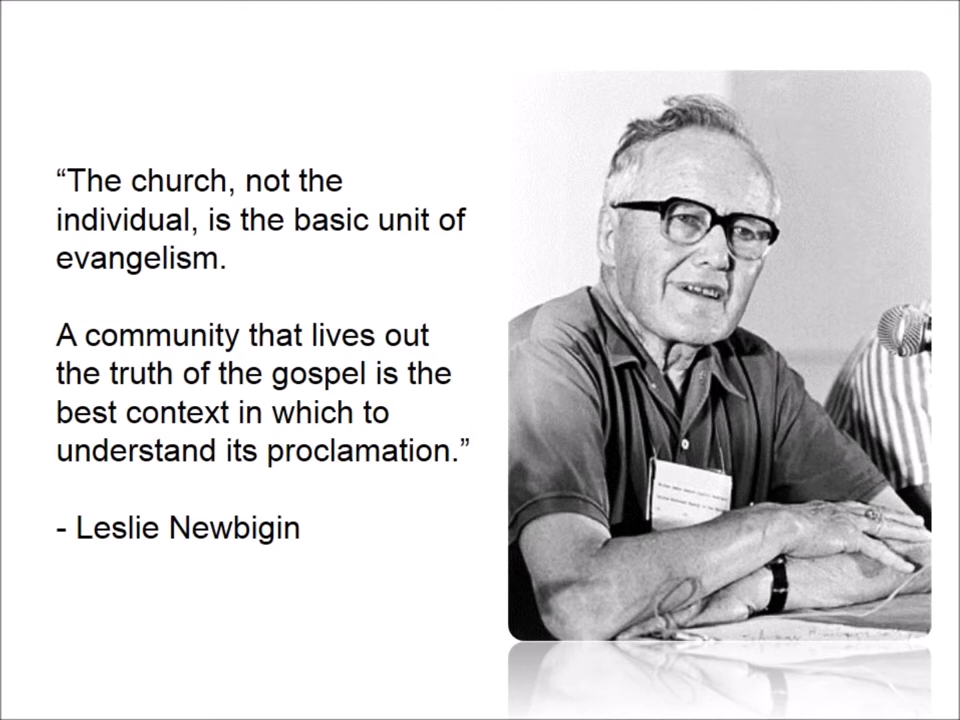 “The church, not the
individual, is the basic unit of
evangelism.
A community that lives out
the truth of the gospel is the
best context in which to
understand its proclamation.”
- Leslie Newbigin